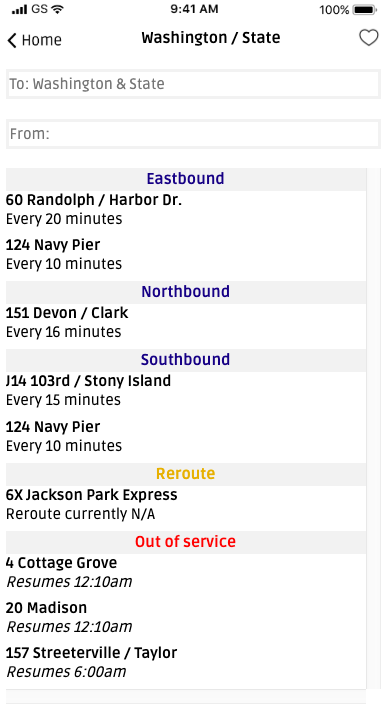 GS 9:41 AM 100%
Home Washington / State
To: Washington & State
From:
Eastbound
60 Randolph / Harbor Dr.
Every 20 minutes
124 Navy Pier
Every 10 minutes
Northbound
151 Devon / Clark
Every 16 minutes
Southbound
J14 103rd / Stony Island
Every 15 minutes
124 Navy Pier
Every 10 minutes
Reroute
6X Jackson Park Express
Reroute currently N/A
Out of service
4 Cottage Grove
Resumes 12:10am
20 Madison
Resumes 12:10am
157 Streeterville / Taylor
Resumes 6:00am